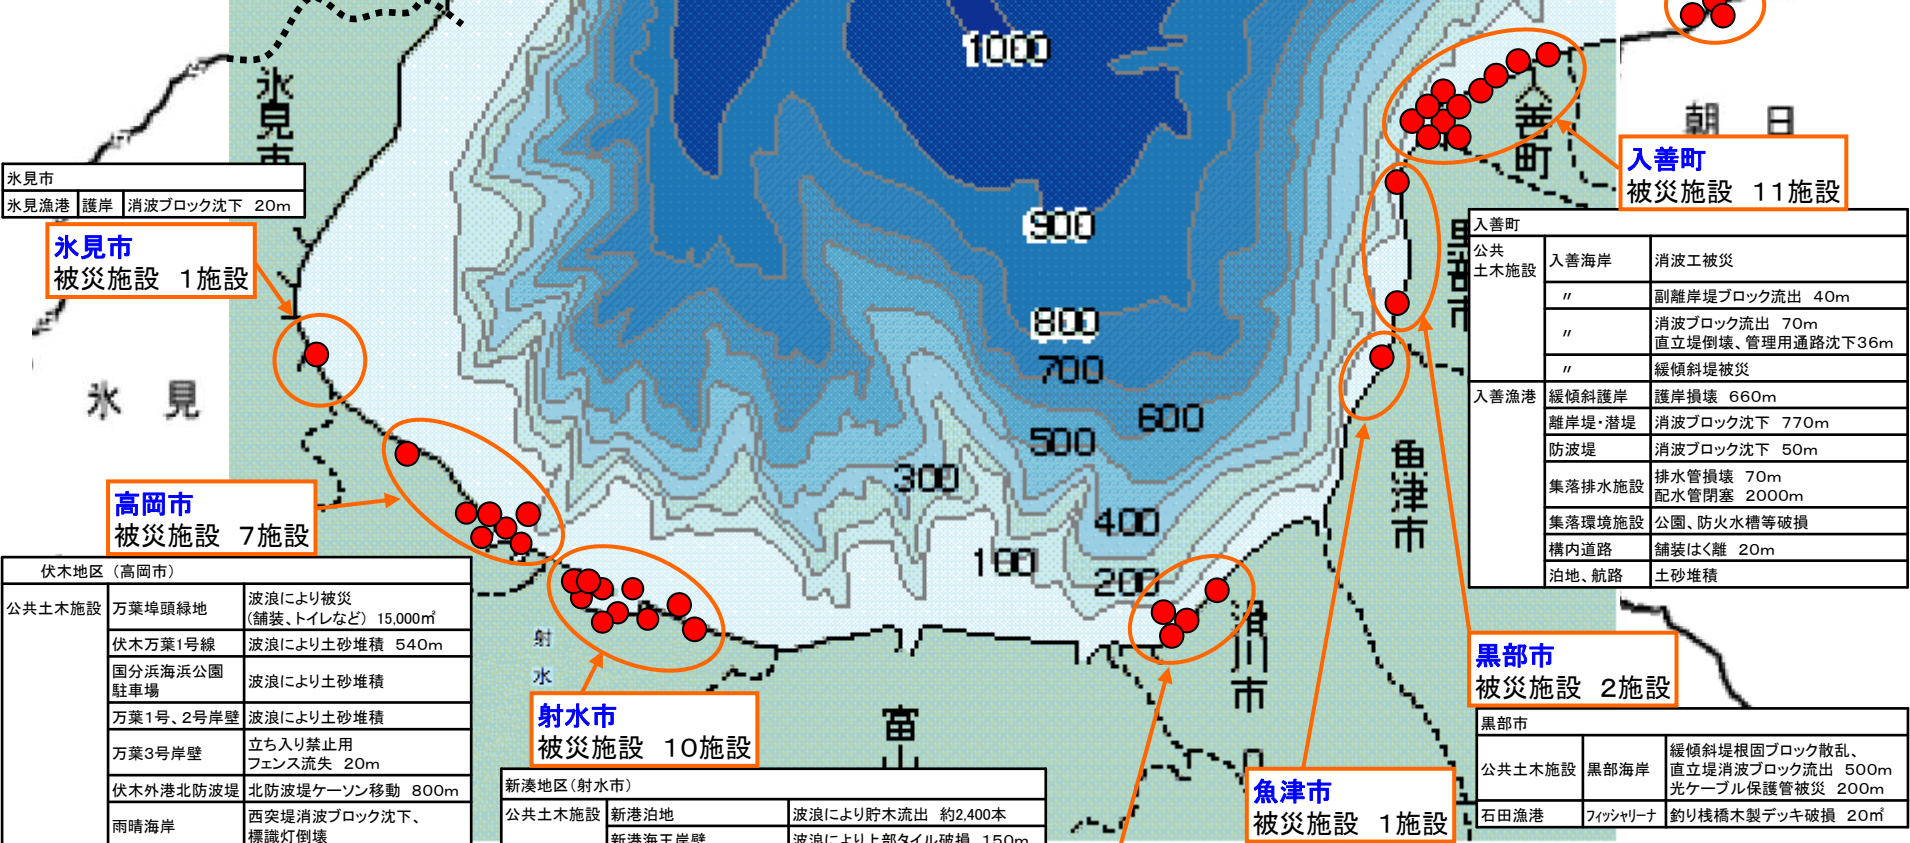 1000
900
800
700
600
500
400
300
200
100
氷見市
氷見
朝日
入善町
黒部市
魚津市
滑川市
射水
富山
氷見市
氷見漁港 護岸 消波ブロック沈下 20m
氷見市
被災施設 1施設
高岡市
被災施設 7施設
伏木地区(高岡市)
公共土木施設 万葉埠頭緑地 波浪により被災
(舗装、トイレなど) 15,000㎡
伏木万葉1号線 波浪により土砂堆積 540m
国分浜海浜公園
駐車場 波浪により土砂堆積
万葉1号、2号岸壁 波浪により土砂堆積
万葉3号岸壁 立ち入り禁止用
フェンス流失 20m
伏木外港北防波堤 北防波堤ケーソン移動 800m
雨晴海岸 西突堤消波ブロック沈下、
標識灯倒壊
射水市
被災施設 10施設
新湊地区(射水市)
公共土木施設 新港泊地 波浪により貯木流出 約2,400本
新港海王岸壁 波浪により上部タイル破損 150m
入善町
被災施設 11施設
入善町
公共
土木施設 入善海岸 消波工被災
〃 副離岸堤ブロック流出 40m
〃 消波ブロック流出 70m
直立堤倒壊、管理用通路沈下36m
〃 緩傾斜堤被災
入善漁港 緩傾斜護岸 護岸損壊 660m
離岸堤・潜堤 消波ブロック沈下 770m
防波堤 消波ブロック沈下 50m
集落排水施設 排水管損壊 70m
配水管閉塞 2000m
集落環境施設 公園、防火水槽等破損
構内道路 舗装はく離 20m
泊地、航路 土砂堆積
黒部市
被災施設 2施設
黒部市
公共土木施設 黒部海岸 緩傾斜堤根固ブロック散乱、
直立堤消波ブロック流出 500m
光ケーブル保護管被災 200m
石田漁港 フィッシャリーナ 釣り桟橋木製デッキ破損 20㎡
魚津市
被災施設 1施設